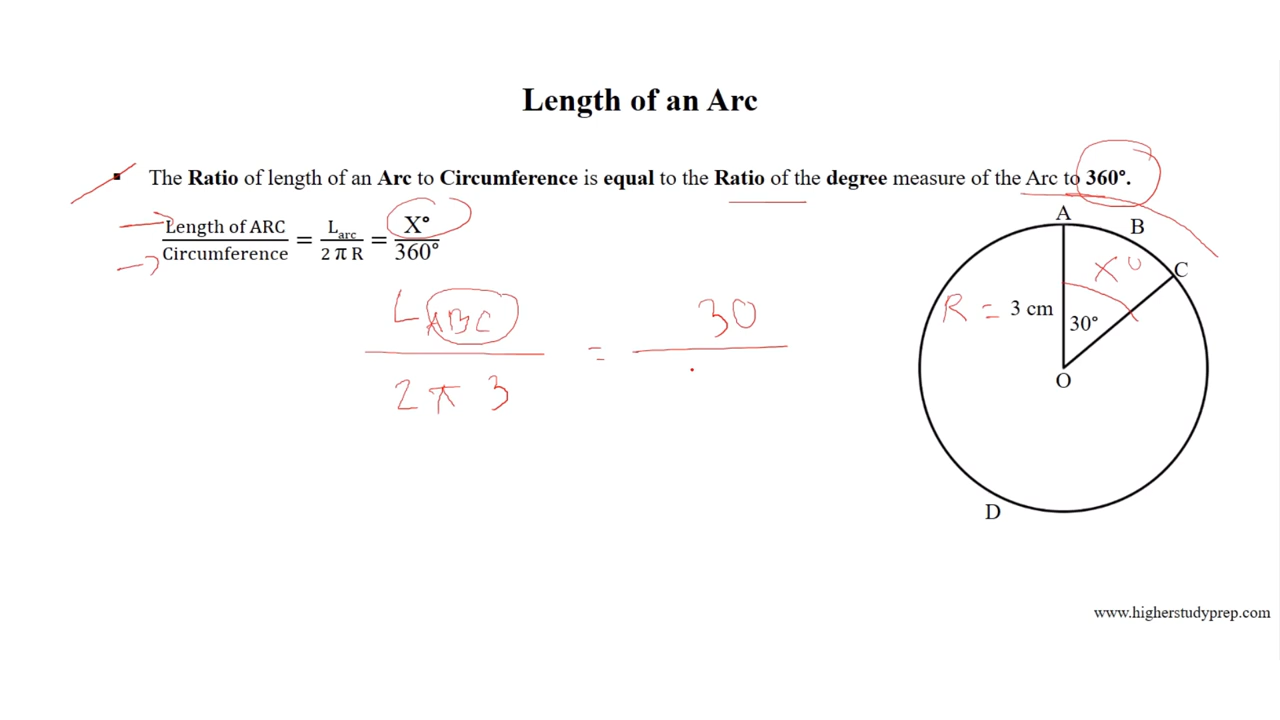 Length of an Arc
▪ The Ratio of length of an Arc to Circumference is equal to the Ratio of the degree measure of the Arc to 360°.
Length of ARC / Circumference = L_arc / 2 π R = X° / 360°
L ABC / 2 π 3 = 30
A
B
C
X°
R = 3 cm
30°
O
D
www.higherstudyprep.com